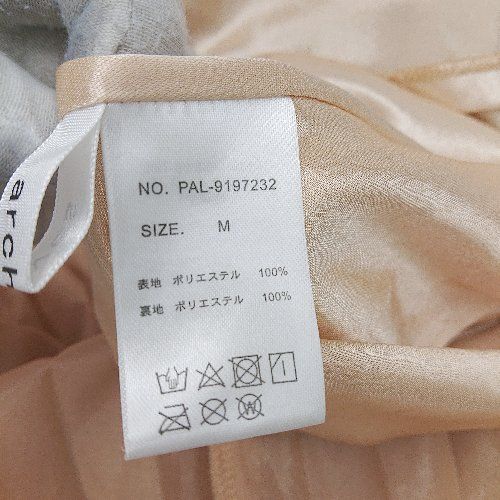 NO. PAL-9197232
SIZE. M
表地 ポリエステル 100%
裏地 ポリエステル 100%
arch